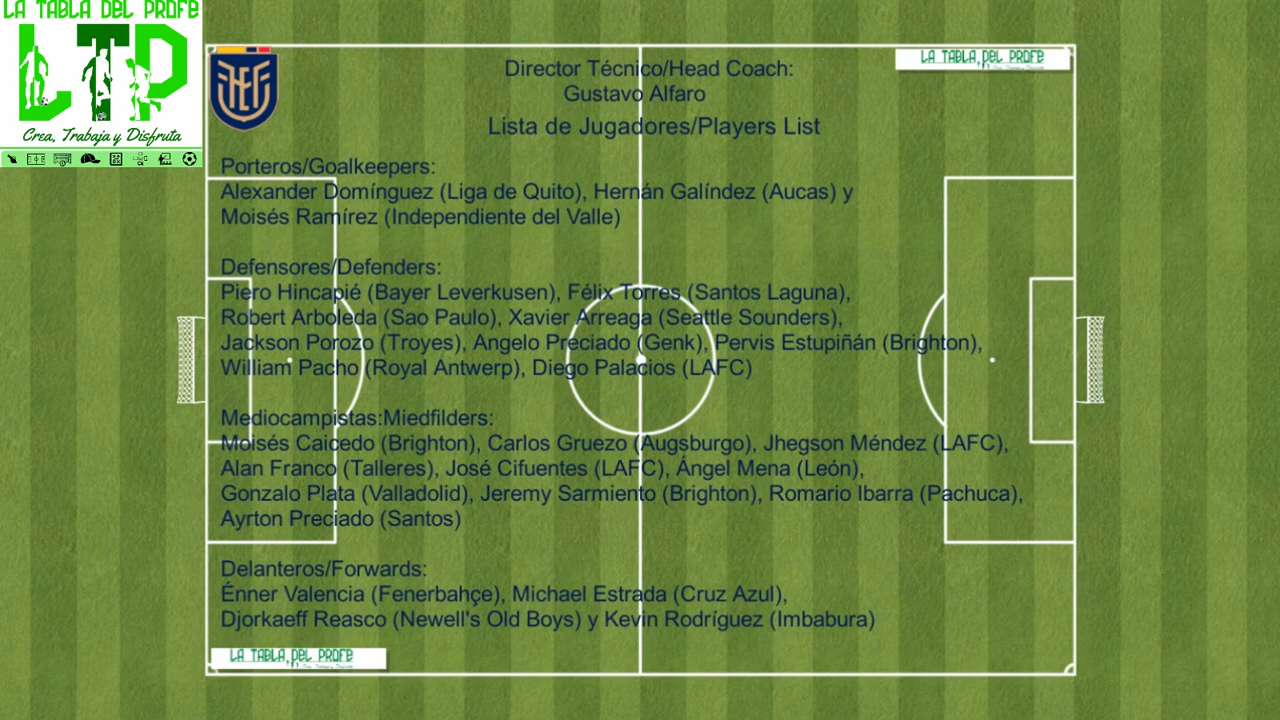 LA TABLA DEL PROFE
LTP
Crea, Trabaja y Disfruta
LA TABLA DEL PROFE
Director Técnico/Head Coach:
Gustavo Alfaro
Lista de Jugadores/Players List
Porteros/Goalkeepers:
Alexander Domínguez (Liga de Quito), Hernán Galíndez (Aucas) y
Moisés Ramírez (Independiente del Valle)
Defensores/Defenders:
Piero Hincapié (Bayer Leverkusen), Félix Torres (Santos Laguna),
Robert Arboleda (Sao Paulo), Xavier Arreaga (Seattle Sounders),
Jackson Porozo (Troyes), Angelo Preciado (Genk), Pervis Estupiñán (Brighton),
William Pacho (Royal Antwerp), Diego Palacios (LAFC)
Mediocampistas:Miedfilders:
Moisés Caicedo (Brighton), Carlos Gruezo (Augsburgo), Jhegson Méndez (LAFC),
Alan Franco (Talleres), José Cifuentes (LAFC), Ángel Mena (León),
Gonzalo Plata (Valladolid), Jeremy Sarmiento (Brighton), Romario Ibarra (Pachuca),
Ayrton Preciado (Santos)
Delanteros/Forwards:
Énner Valencia (Fenerbahçe), Michael Estrada (Cruz Azul),
Djorkaeff Reasco (Newell's Old Boys) y Kevin Rodríguez (Imbabura)
LA TABLA DEL PROFE